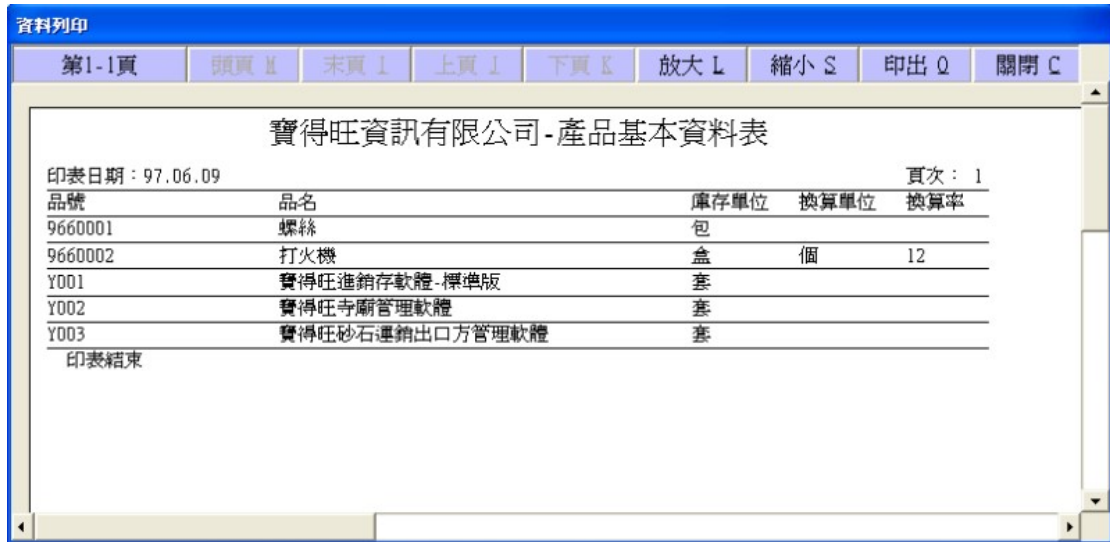 資料列印
第1-1頁 頭頁 M 末頁 I 上頁 J 下頁 K 放大 L 縮小 S 印出 Q 關閉 C
寶得旺資訊有限公司-產品基本資料表
印表日期：97.06.09 頁次： 1
品號 品名 庫存單位 換算單位 換算率
9660001 螺絲 包
9660002 打火機 盒 個 12
Y001 寶得旺進銷存軟體-標準版 套
Y002 寶得旺寺廟管理軟體 套
Y003 寶得旺砂石運銷出口方管理軟體 套
印表結束